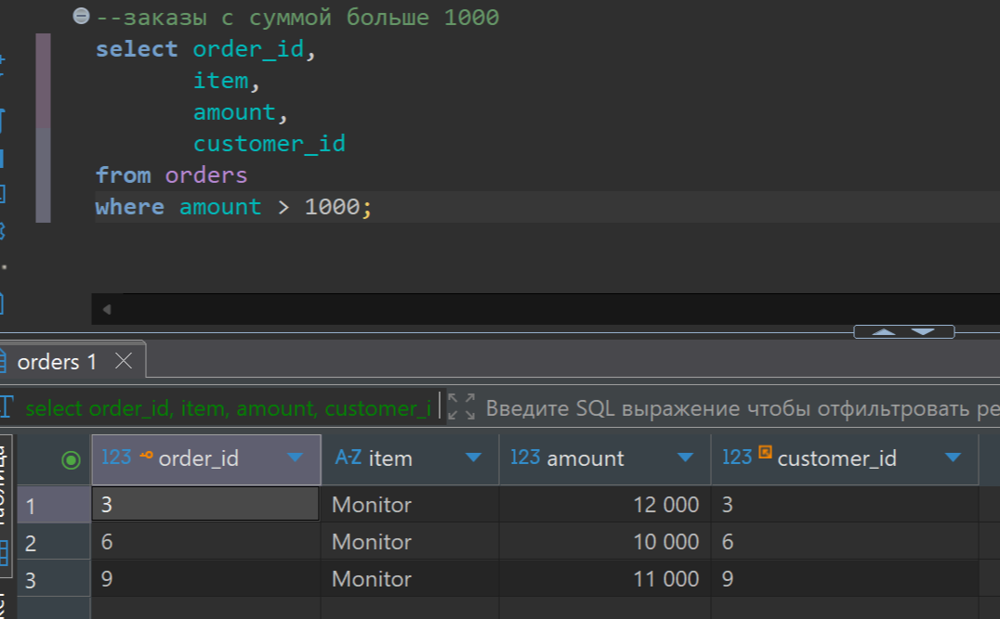 --заказы с суммой больше 1000
select order_id,
item,
amount,
customer_id
from orders
where amount > 1000;
orders 1
select order_id, item, amount, customer_i
Введите SQL выражение чтобы отфильтровать ре
123 order_id A-Z item 123 amount 123 customer_id
1 3 Monitor 12 000 3
2 6 Monitor 10 000 6
3 9 Monitor 11 000 9